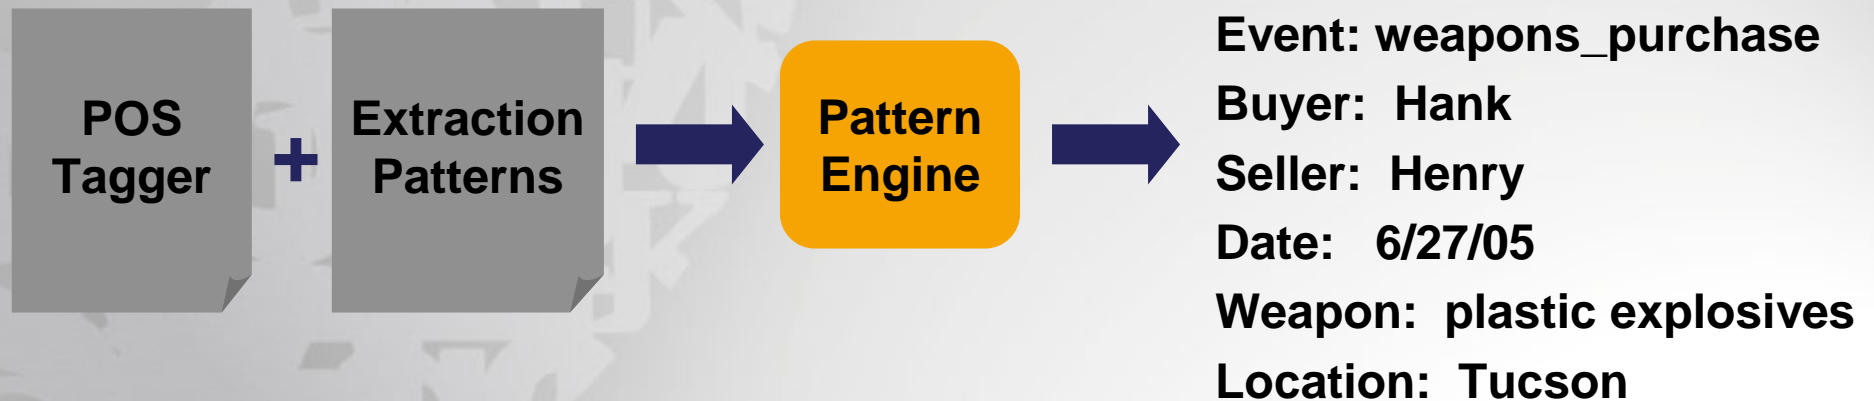 POS
Tagger
+
Extraction
Patterns
Pattern
Engine
Event: weapons_purchase
Buyer: Hank
Seller: Henry
Date: 6/27/05
Weapon: plastic explosives
Location: Tucson